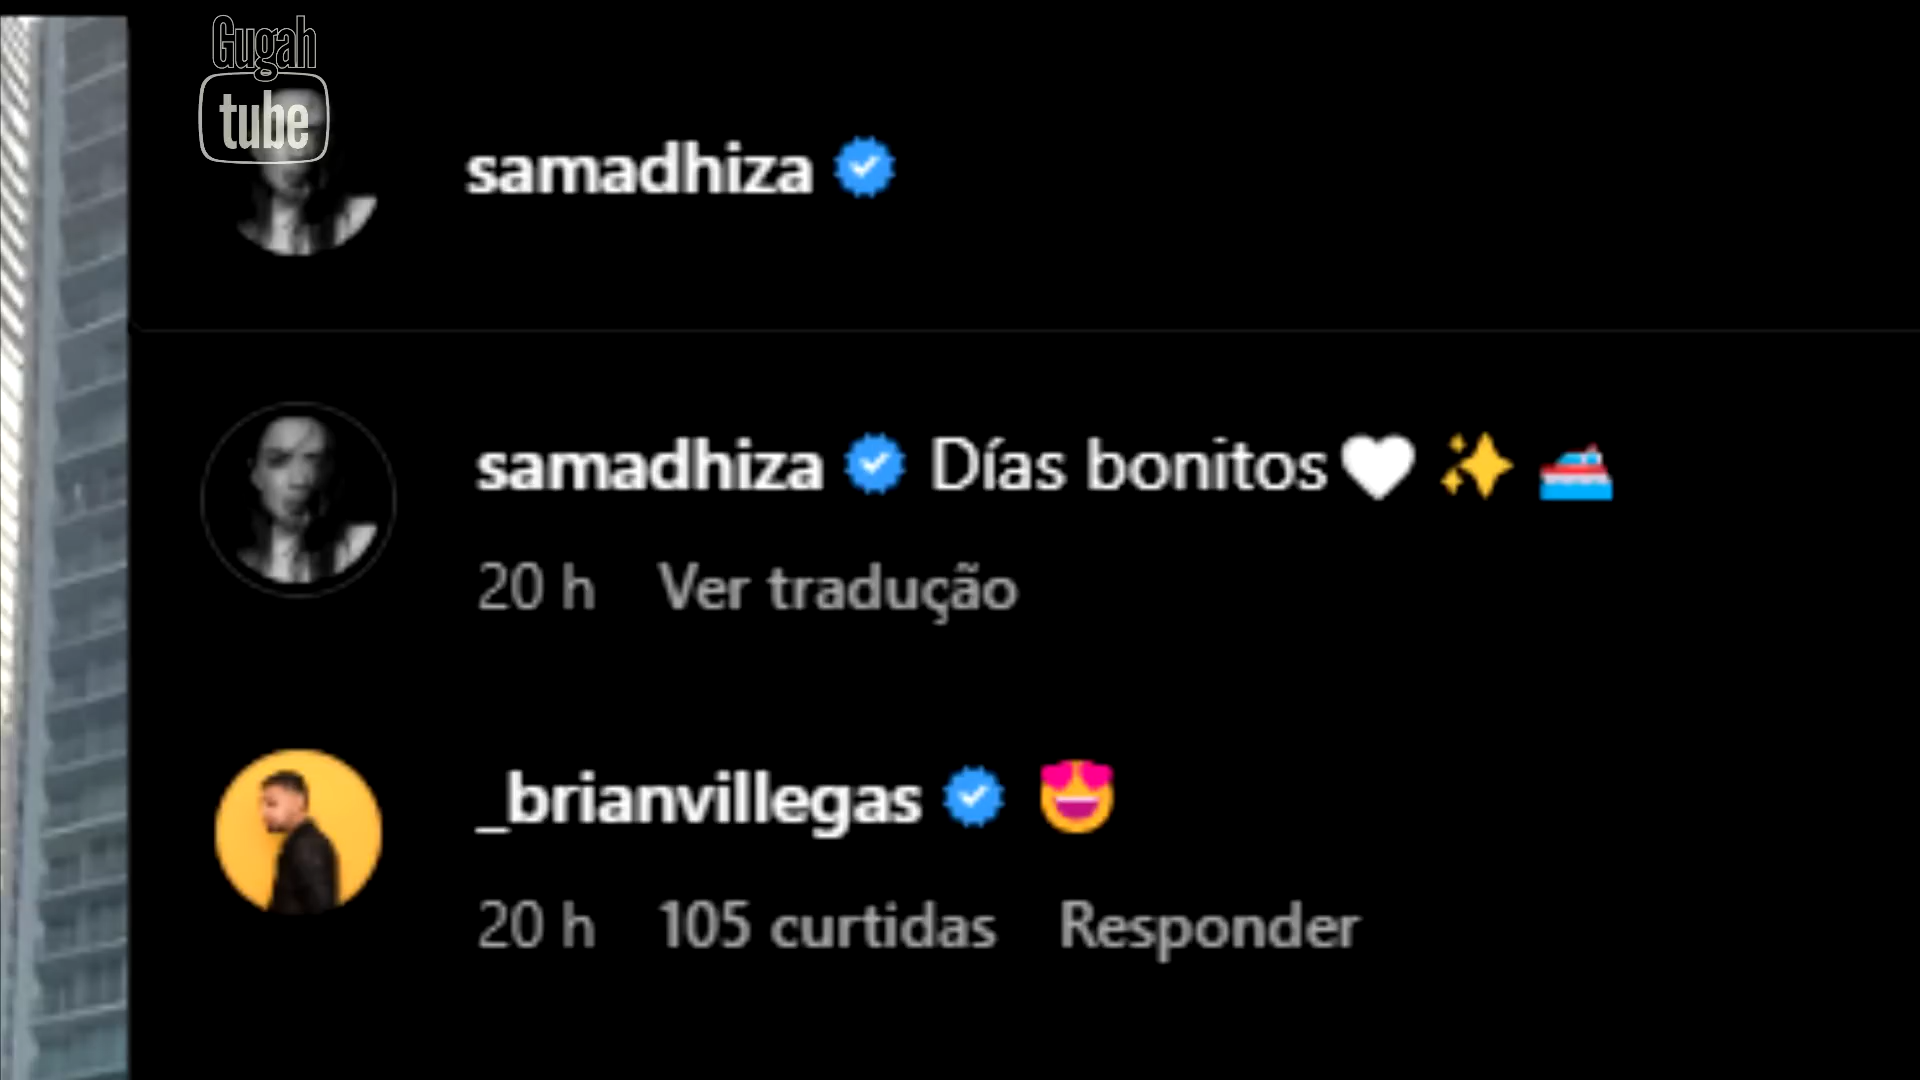 Gugah
tube
samadhiza
samadhiza Días bonitos🤍 ✨ 🚤
20 h Ver tradução
_brianvillegas 😍
20 h 105 curtidas Responder